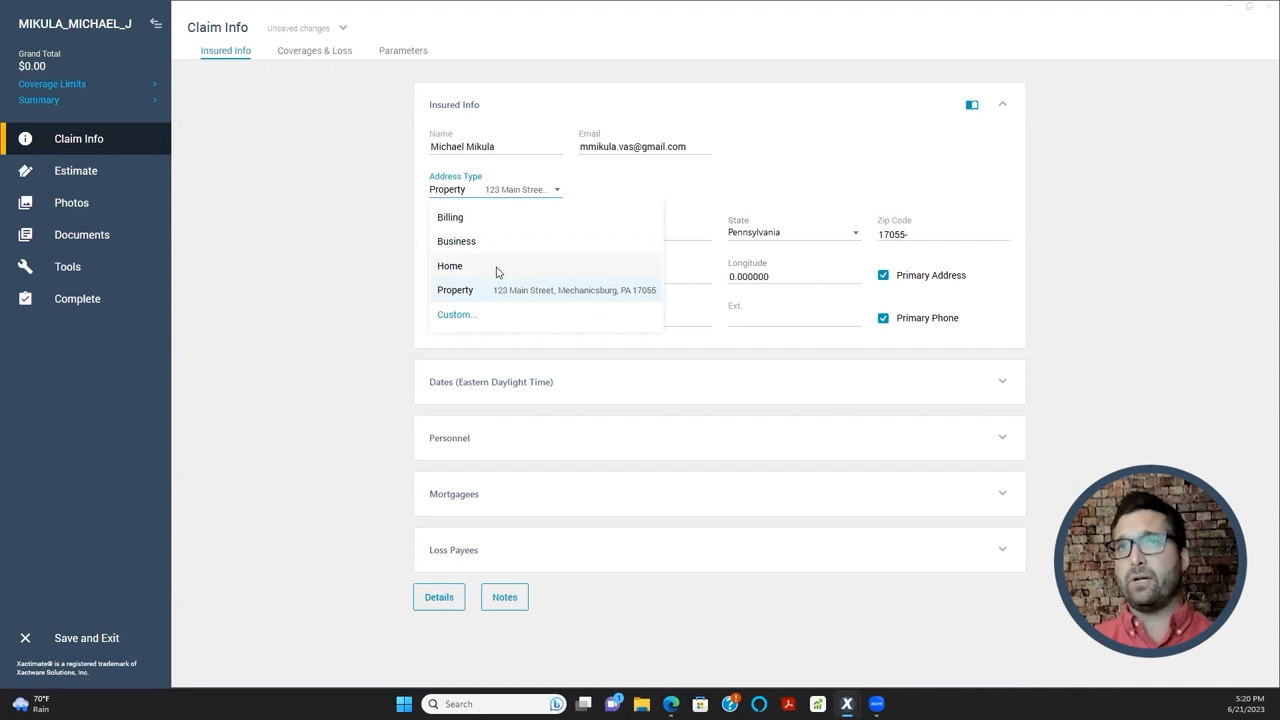 MIKULA_MICHAEL_J
Grand Total
$0.00
Coverage Limits
Summary
Claim Info
Estimate
Photos
Documents
Tools
Complete
Save and Exit
Xactimate® is a registered trademark of
Xactware Solutions, Inc.
Claim Info
Unsaved changes
Insured Info
Coverages & Loss
Parameters
Insured Info
Name
Email
Michael Mikula
mmikula.vas@gmail.com
Address Type
Property 123 Main Stree...
Billing
Business
Home
Property 123 Main Street, Mechanicsburg, PA 17055
Custom...
State
Zip Code
Pennsylvania
17055-
Longitude
0.000000
Primary Address
Ext.
Primary Phone
Dates (Eastern Daylight Time)
Personnel
Mortgagees
Loss Payees
Details
Notes
70°F
Rain
Search
5:20 PM
6/21/2023